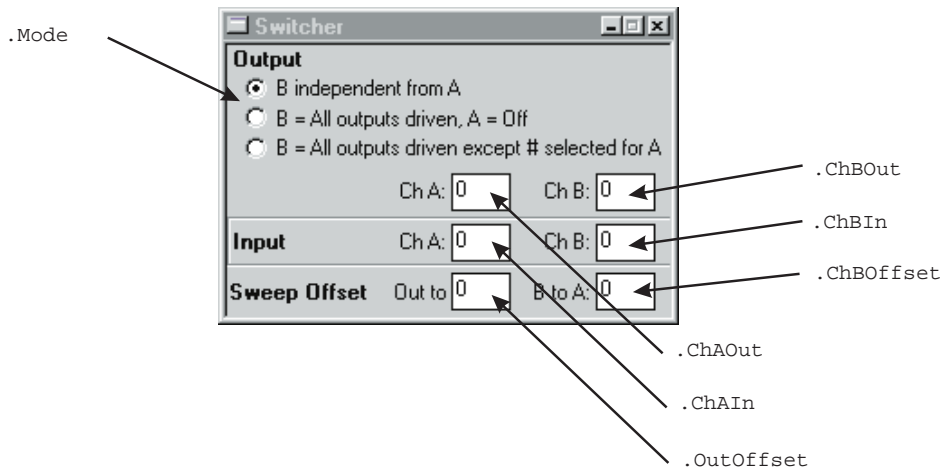 .Mode
Switcher
Output
B independent from A
B = All outputs driven, A = Off
B = All outputs driven except # selected for A
Ch A: 0 Ch B: 0
.ChBOut
Input Ch A: 0 Ch B: 0
.ChBIn
Sweep Offset Out to 0 B to A: 0
.ChBOffset
.ChAOut
.ChAIn
.OutOffset